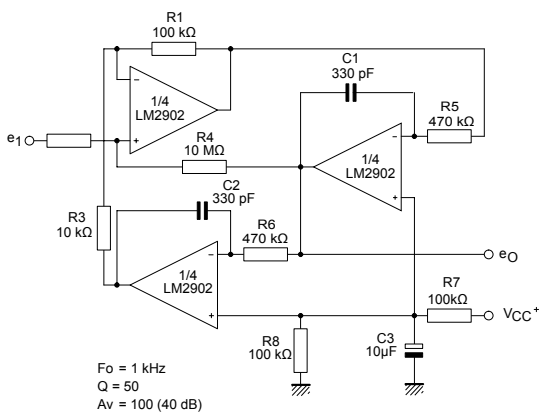 R1
100 kΩ
C1
330 pF
R5
470 kΩ
1/4
LM2902
e1
R4
10 MΩ
1/4
LM2902
C2
330 pF
R3
10 kΩ
R6
470 kΩ
eO
1/4
LM2902
R7
100kΩ
VCC+
R8
100 kΩ
C3
10µF
Fo = 1 kHz
Q = 50
Av = 100 (40 dB)